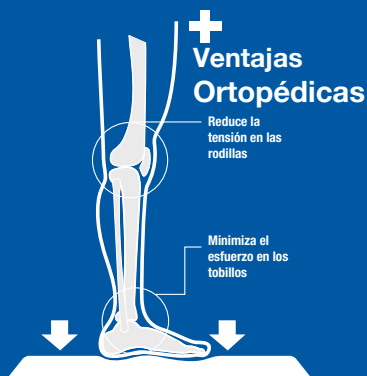 Ventajas
Ortopédicas
Reduce la
tensión en las
rodillas
Minimiza el
esfuerzo en los
tobillos